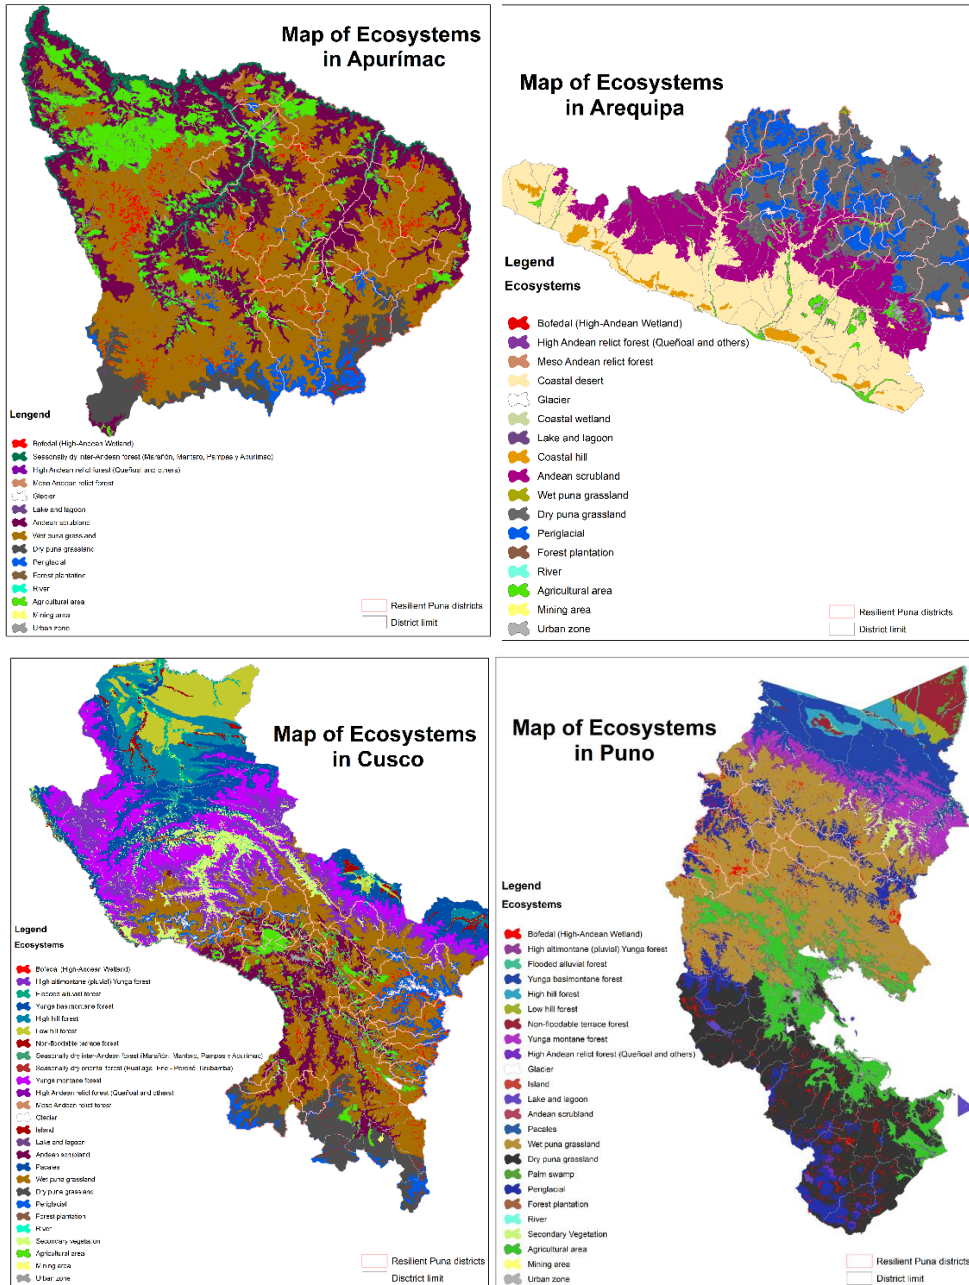 Map of Ecosystems
in Apurímac
Lengend
Ecosystems
Bofedal (High-Andean Wetland)
Seasonally dry inter-Andean forest (Marañón, Mantaro, Pampas y Apurímac)
High Andean relict forest (Queñoal and others)
Meso Andean relict forest
Glacier
Lake and lagoon
Andean scrubland
Wet puna grassland
Dry puna grassland
Periglacial
Forest plantation
River
Agricultural area
Mining area
Urban zone
Resilient Puna districts
District limit
Map of Ecosystems
in Arequipa
Legend
Ecosystems
Bofedal (High-Andean Wetland)
High Andean relict forest (Queñoal and others)
Meso Andean relict forest
Coastal desert
Glacier
Coastal wetland
Lake and lagoon
Coastal hill
Andean scrubland
Wet puna grassland
Dry puna grassland
Periglacial
Forest plantation
River
Agricultural area
Mining area
Urban zone
Resilient Puna districts
District limit
Map of Ecosystems
in Cusco
Legend
Ecosystems
Bofedal (High-Andean Wetland)
High altimontane (pluvial) Yunga forest
Flooded alluvial forest
Yunga basimontane forest
High hill forest
Low hill forest
Non-floodable terrace forest
Seasonally dry inter-Andean forest (Marañón, Mantaro, Pampas y Apurímac)
Seasonally dry oriental forest (Huallaga, Ene - Perené, Urubamba)
Yunga montane forest
High Andean relict forest (Queñoal and others)
Meso Andean relict forest
Glacier
Island
Lake and lagoon
Andean scrubland
Pacales
Wet puna grassland
Dry puna grassland
Periglacial
Forest plantation
River
Secondary vegetation
Agricultural area
Mining area
Urban zone
Resilient Puna districts
Disctrict limit
Map of Ecosystems
in Puno
Legend
Ecosystems
Bofedal (High-Andean Wetland)
High altimontane (pluvial) Yunga forest
Flooded alluvial forest
Yunga basimontane forest
High hill forest
Low hill forest
Non-floodable terrace forest
Yunga montane forest
High Andean relict forest (Queñoal and others)
Glacier
Island
Lake and lagoon
Andean scrubland
Pacales
Wet puna grassland
Dry puna grassland
Palm swamp
Periglacial
Forest plantation
River
Secondary Vegetation
Agricultural area
Mining area
Urban zone
Resilient Puna districts
District limit